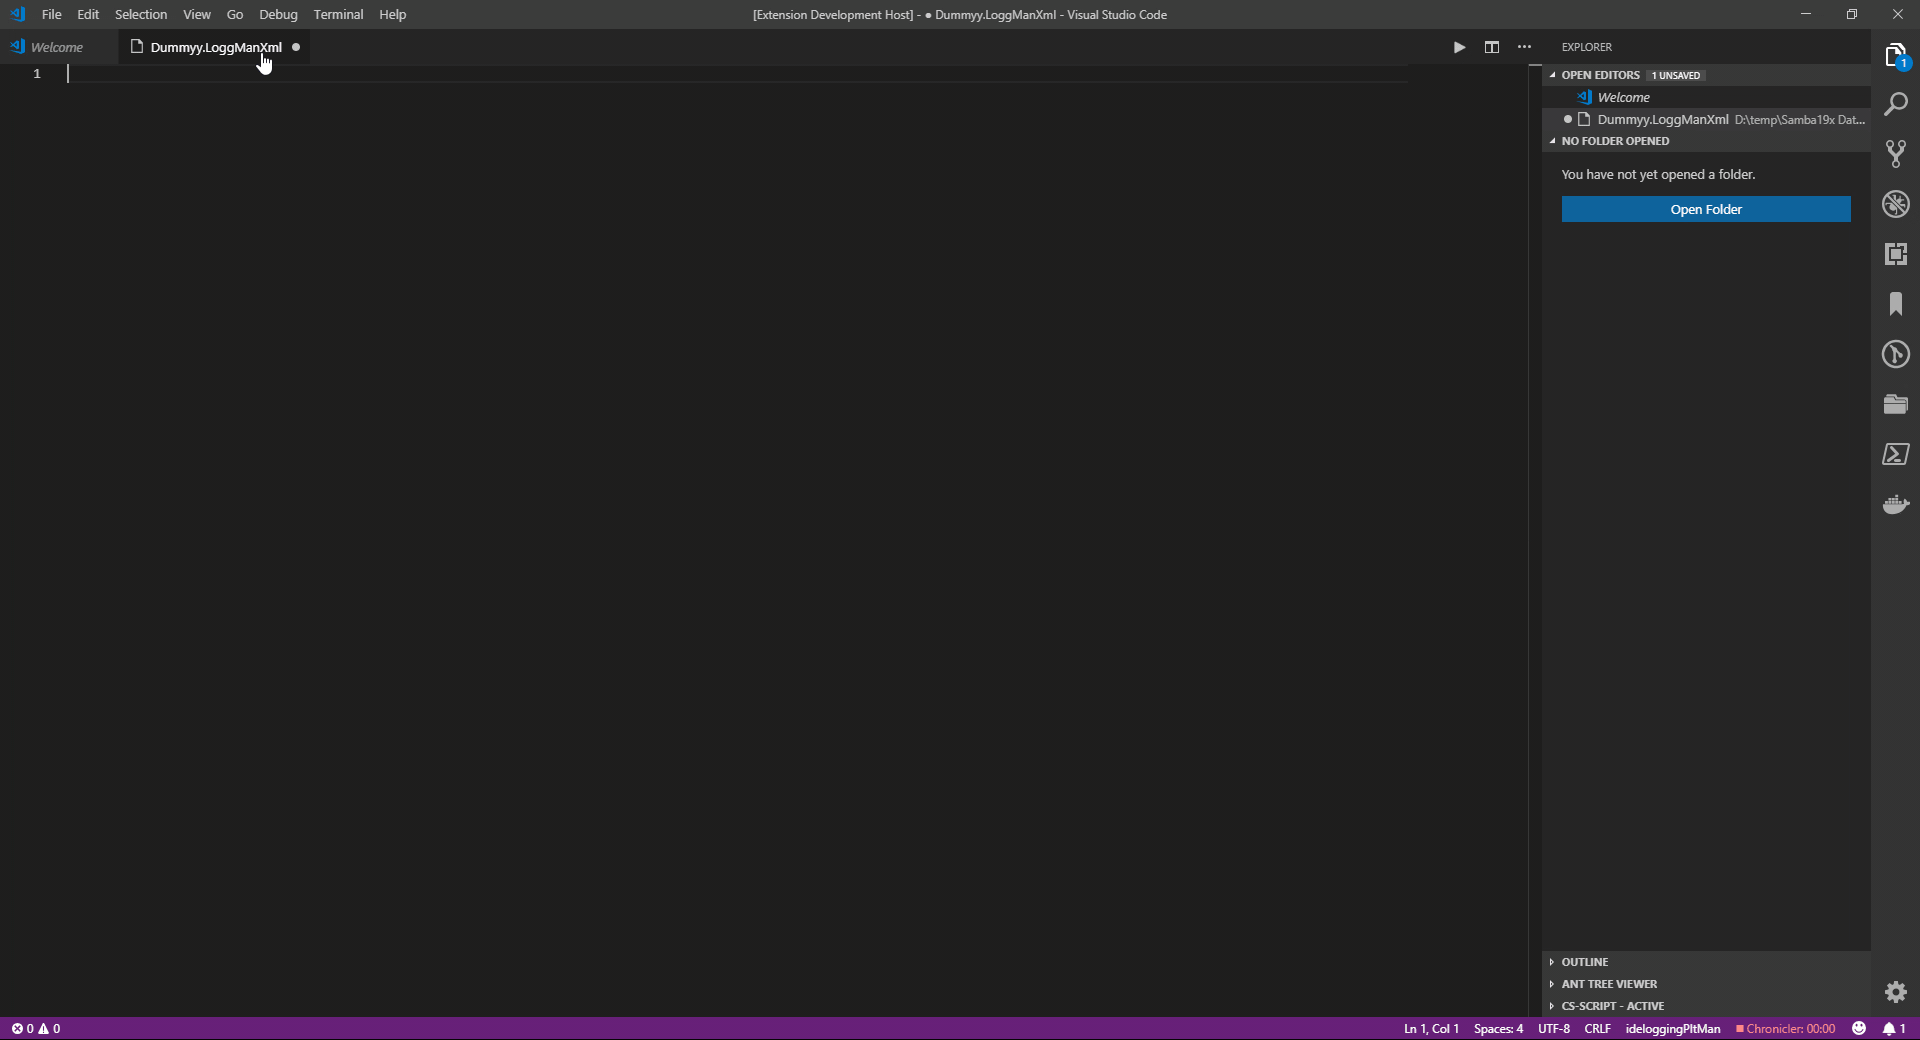 File Edit Selection View Go Debug Terminal Help
[Extension Development Host] - ● Dummyy.LoggManXml - Visual Studio Code
Welcome
Dummyy.LoggManXml ●
EXPLORER
1
1
OPEN EDITORS 1 UNSAVED
Welcome
● Dummyy.LoggManXml D:\temp\Samba19x Dat...
NO FOLDER OPENED
You have not yet opened a folder.
Open Folder
OUTLINE
ANT TREE VIEWER
CS-SCRIPT - ACTIVE
0 0
Ln 1, Col 1 Spaces: 4 UTF-8 CRLF ideloggingPltMan Chronicler: 00:00 1